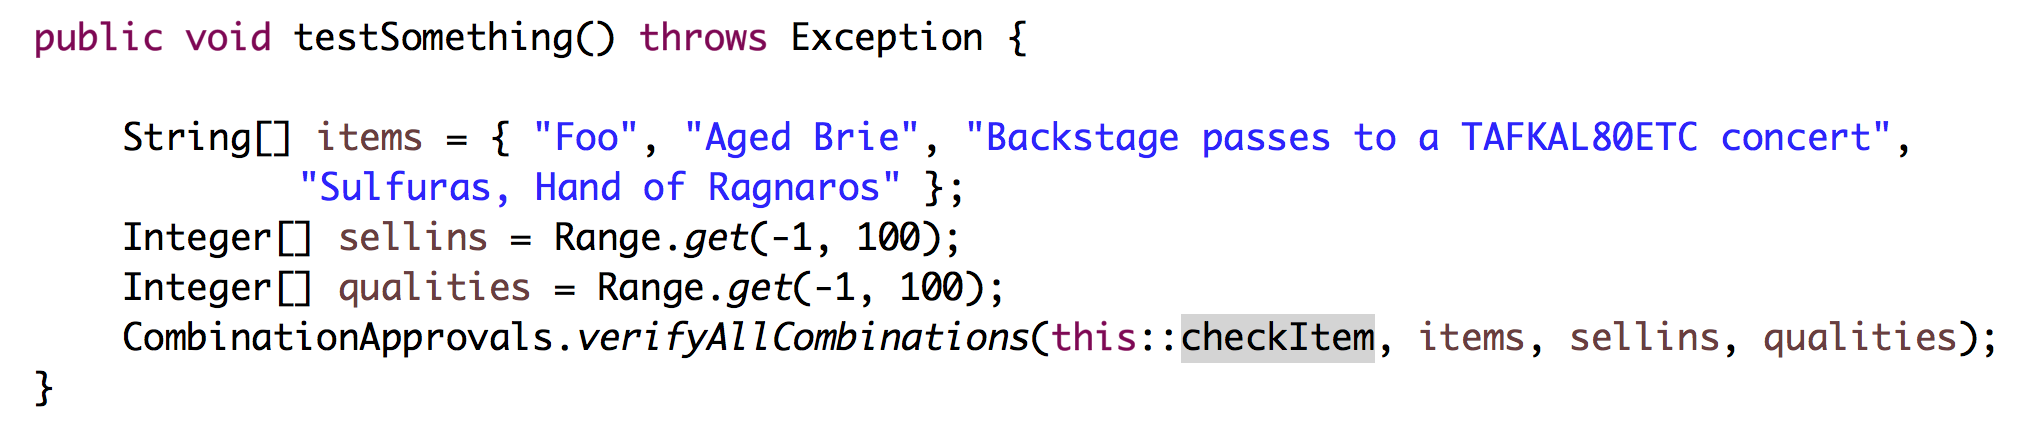 public void testSomething() throws Exception {
String[] items = { "Foo", "Aged Brie", "Backstage passes to a TAFKAL80ETC concert",
"Sulfuras, Hand of Ragnaros" };
Integer[] sellins = Range.get(-1, 100);
Integer[] qualities = Range.get(-1, 100);
CombinationApprovals.verifyAllCombinations(this::checkItem, items, sellins, qualities);
}